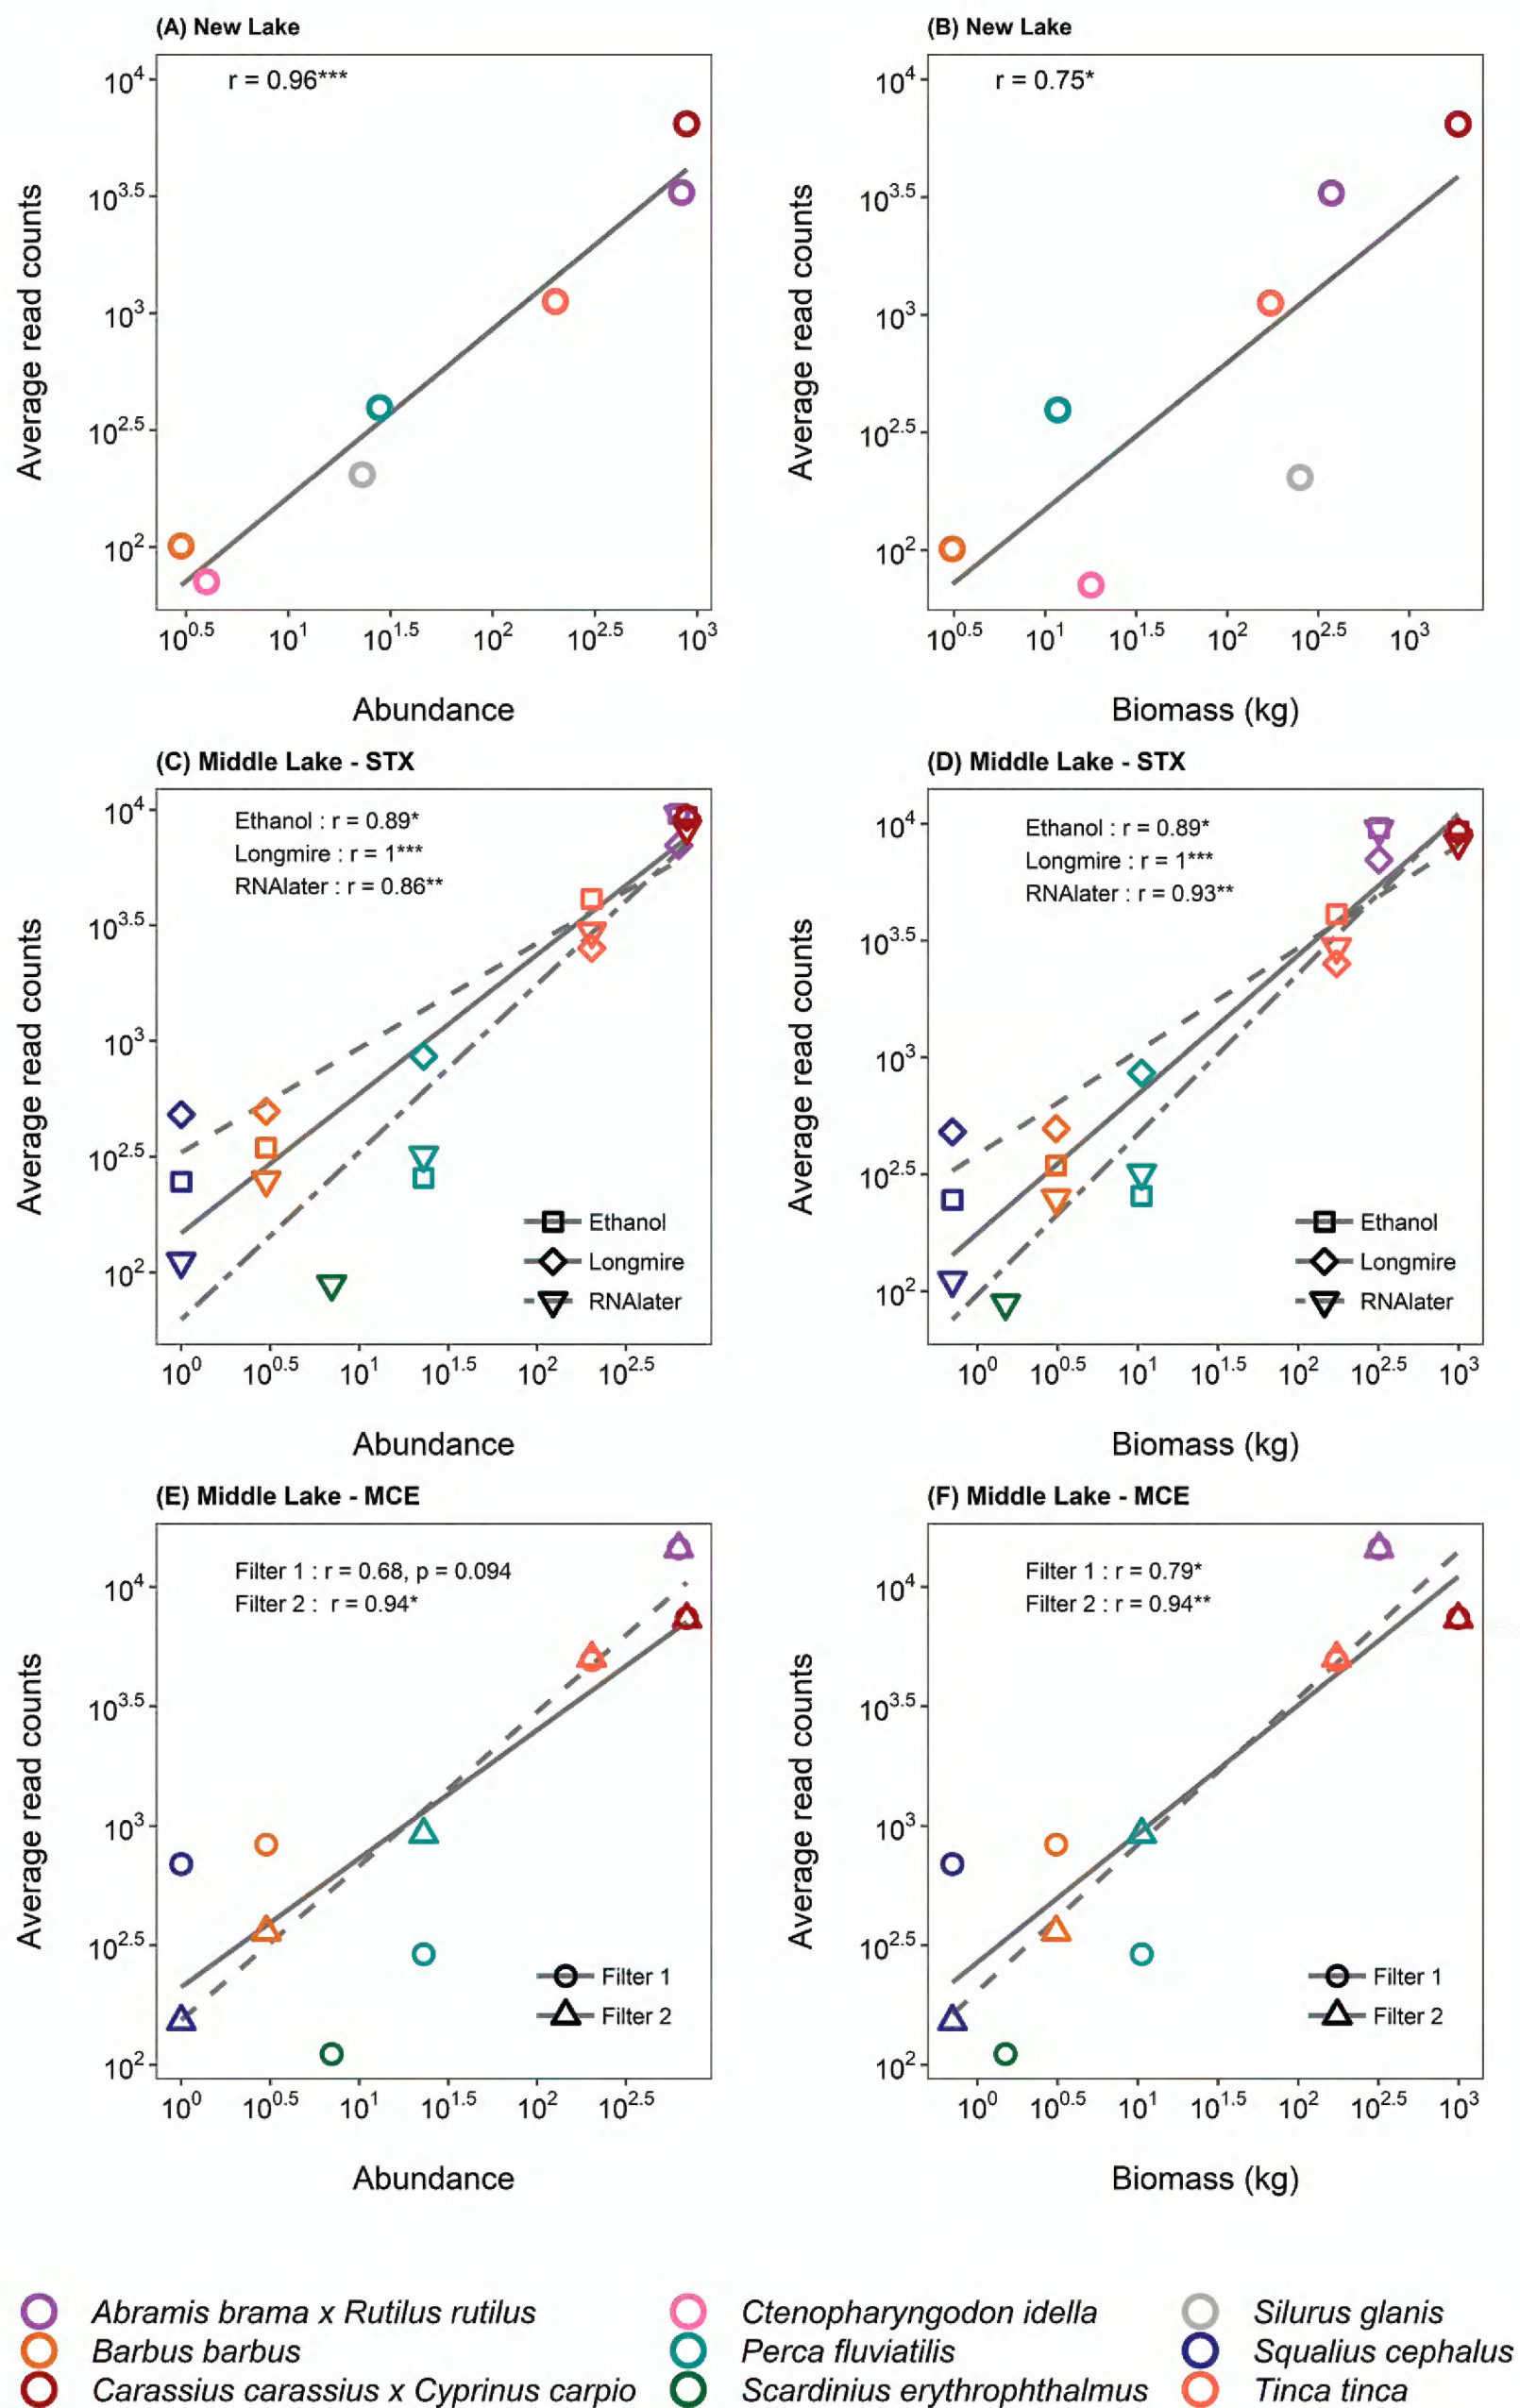 (A) New Lake
r = 0.96***
10^4
10^3.5
10^3
10^2.5
10^2
Average read counts
10^0.5 10^1 10^1.5 10^2 10^2.5 10^3
Abundance
(B) New Lake
r = 0.75*
10^4
10^3.5
10^3
10^2.5
10^2
Average read counts
10^0.5 10^1 10^1.5 10^2 10^2.5 10^3
Biomass (kg)
(C) Middle Lake - STX
Ethanol : r = 0.89*
Longmire : r = 1***
RNAlater : r = 0.86**
10^4
10^3.5
10^3
10^2.5
10^2
Average read counts
Ethanol
Longmire
RNAlater
10^0 10^0.5 10^1 10^1.5 10^2 10^2.5
Abundance
(D) Middle Lake - STX
Ethanol : r = 0.89*
Longmire : r = 1***
RNAlater : r = 0.93**
10^4
10^3.5
10^3
10^2.5
10^2
Average read counts
Ethanol
Longmire
RNAlater
10^0 10^0.5 10^1 10^1.5 10^2 10^2.5 10^3
Biomass (kg)
(E) Middle Lake - MCE
Filter 1 : r = 0.68, p = 0.094
Filter 2 : r = 0.94*
10^4
10^3.5
10^3
10^2.5
10^2
Average read counts
Filter 1
Filter 2
10^0 10^0.5 10^1 10^1.5 10^2 10^2.5
Abundance
(F) Middle Lake - MCE
Filter 1 : r = 0.79*
Filter 2 : r = 0.94**
10^4
10^3.5
10^3
10^2.5
10^2
Average read counts
Filter 1
Filter 2
10^0 10^0.5 10^1 10^1.5 10^2 10^2.5 10^3
Biomass (kg)
Abramis brama x Rutilus rutilus
Barbus barbus
Carassius carassius x Cyprinus carpio
Ctenopharyngodon idella
Perca fluviatilis
Scardinius erythrophthalmus
Silurus glanis
Squalius cephalus
Tinca tinca